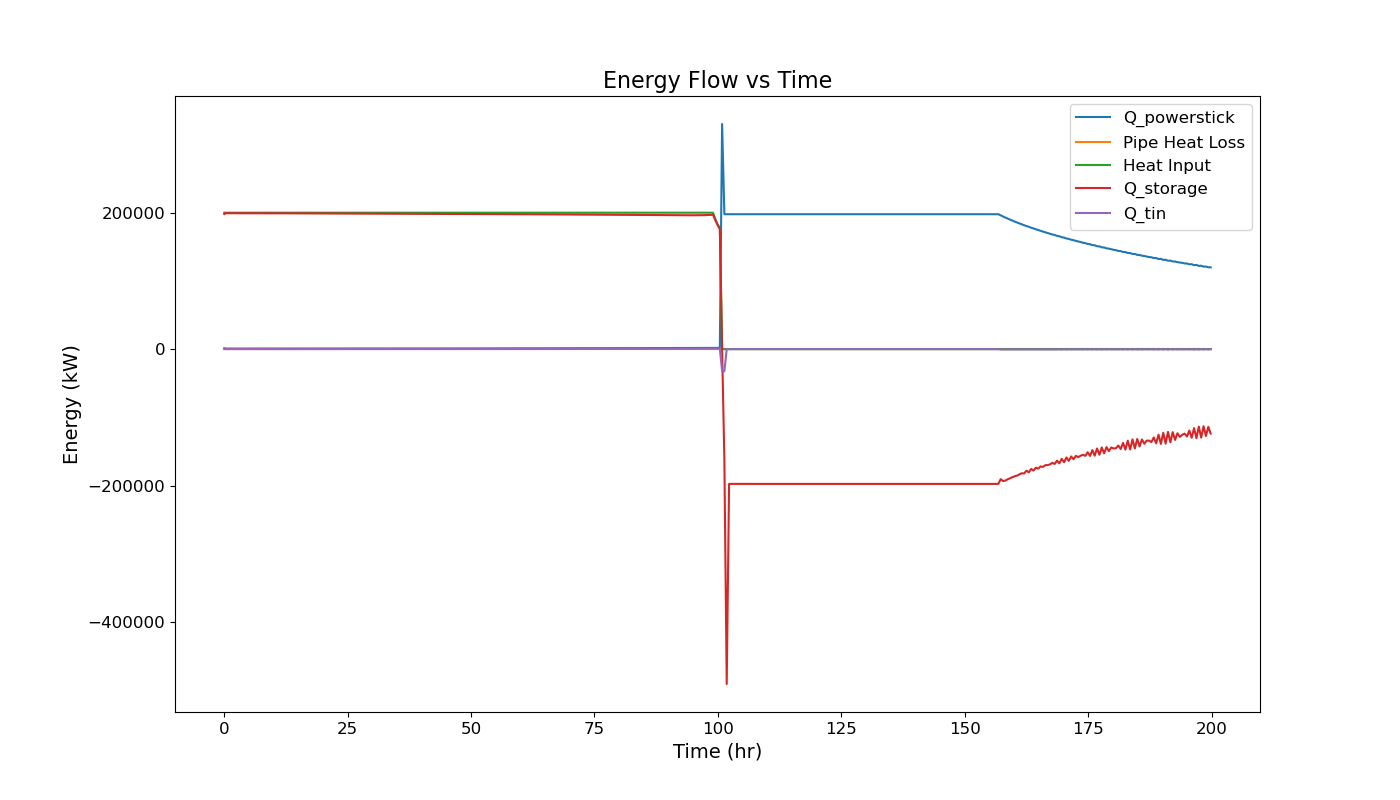 Energy Flow vs Time
Q_powerstick
Pipe Heat Loss
Heat Input
Q_storage
Q_tin
Energy (kW)
200000
0
−200000
−400000
0 25 50 75 100 125 150 175 200
Time (hr)